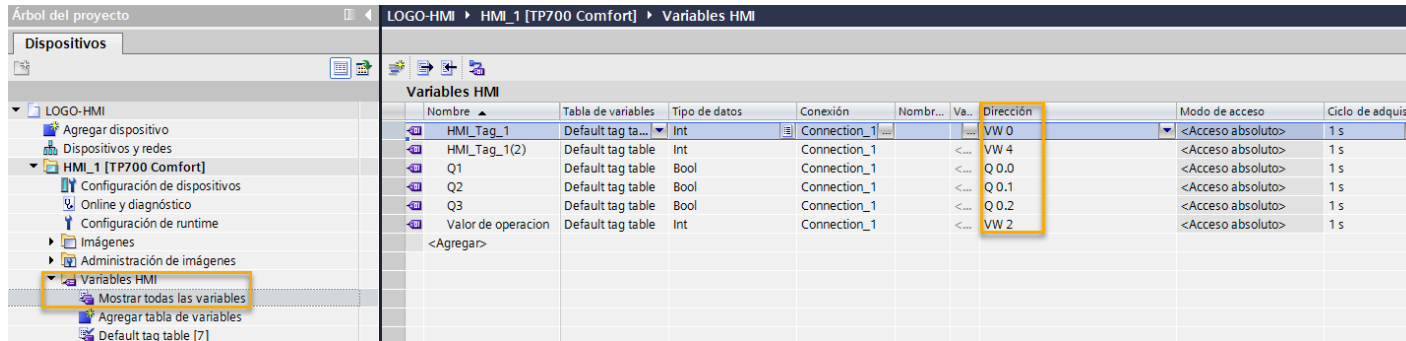 Árbol del proyecto
LOGO-HMI ▸ HMI_1 [TP700 Comfort] ▸ Variables HMI
Dispositivos
Variables HMI
LOGO-HMI
Agregar dispositivo
Dispositivos y redes
HMI_1 [TP700 Comfort]
Configuración de dispositivos
Online y diagnóstico
Configuración de runtime
Imágenes
Administración de imágenes
Variables HMI
Mostrar todas las variables
Agregar tabla de variables
Default tag table [7]
Nombre Tabla de variables Tipo de datos Conexión Nombr... Va.. Dirección Modo de acceso Ciclo de adquis
HMI_Tag_1 Default tag ta... Int Connection_1 ... ... VW 0 <Acceso absoluto> 1 s
HMI_Tag_1(2) Default tag table Int Connection_1 <... VW 4 <Acceso absoluto> 1 s
Q1 Default tag table Bool Connection_1 <... Q 0.0 <Acceso absoluto> 1 s
Q2 Default tag table Bool Connection_1 <... Q 0.1 <Acceso absoluto> 1 s
Q3 Default tag table Bool Connection_1 <... Q 0.2 <Acceso absoluto> 1 s
Valor de operacion Default tag table Int Connection_1 <... VW 2 <Acceso absoluto> 1 s
<Agregar>